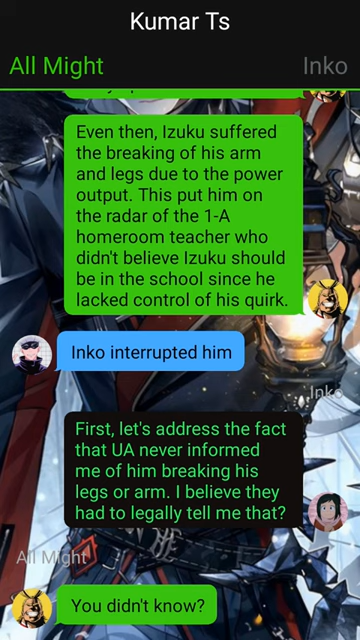 Kumar Ts
All Might
Inko
Even then, Izuku suffered
the breaking of his arm
and legs due to the power
output. This put him on
the radar of the 1-A
homeroom teacher who
didn't believe Izuku should
be in the school since he
lacked control of his quirk.
Inko interrupted him
Inko
First, let's address the fact
that UA never informed
me of him breaking his
legs or arm. I believe they
had to legally tell me that?
All Might
You didn't know?